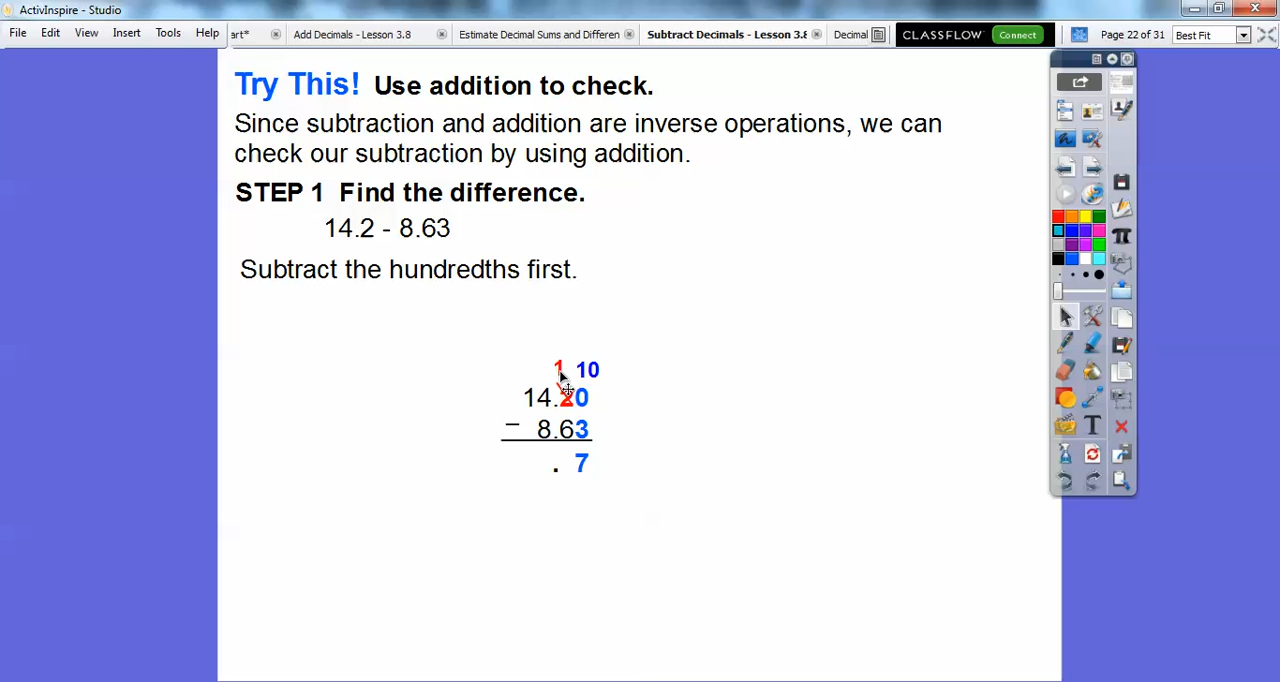 ActivInspire - Studio
File Edit View Insert Tools Help art* Add Decimals - Lesson 3.8 Estimate Decimal Sums and Differen Subtract Decimals - Lesson 3.8 Decimal CLASSFLOW Connect Page 22 of 31 Best Fit
Try This! Use addition to check.
Since subtraction and addition are inverse operations, we can
check our subtraction by using addition.
STEP 1 Find the difference.
14.2 - 8.63
Subtract the hundredths first.
1 10
14.20
− 8.63
. 7